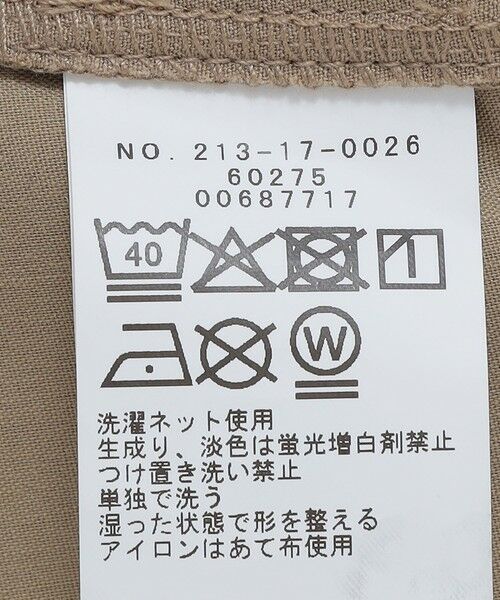 NO. 213-17-0026
60275
00687717
40
W
洗濯ネット使用
生成り、淡色は蛍光増白剤禁止
つけ置き洗い禁止
単独で洗う
湿った状態で形を整える
アイロンはあて布使用